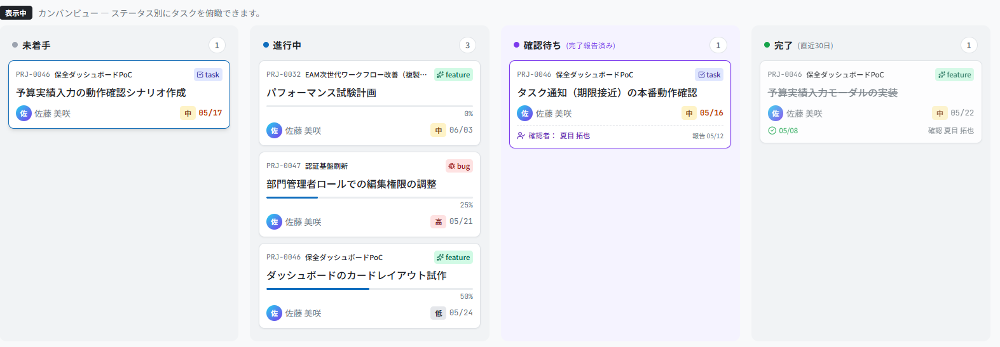 表示中 カンバンビュー — ステータス別にタスクを俯瞰できます。
未着手 1
PRJ-0046 保全ダッシュボードPoC task
予算実績入力の動作確認シナリオ作成
佐 佐藤 美咲 中 05/17
進行中 3
PRJ-0032 EAM次世代ワークフロー改善（複製… feature
パフォーマンス試験計画
0%
佐 佐藤 美咲 中 06/03
PRJ-0047 認証基盤刷新 bug
部門管理者ロールでの編集権限の調整
25%
佐 佐藤 美咲 高 05/21
PRJ-0046 保全ダッシュボードPoC feature
ダッシュボードのカードレイアウト試作
50%
佐 佐藤 美咲 低 05/24
確認待ち (完了報告済み) 1
PRJ-0046 保全ダッシュボードPoC task
タスク通知（期限接近）の本番動作確認
佐 佐藤 美咲 中 05/16
確認者： 夏目 拓也 報告 05/12
完了 (直近30日) 1
PRJ-0046 保全ダッシュボードPoC feature
予算実績入力モーダルの実装
佐 佐藤 美咲 中 05/22
05/08 確認 夏目 拓也